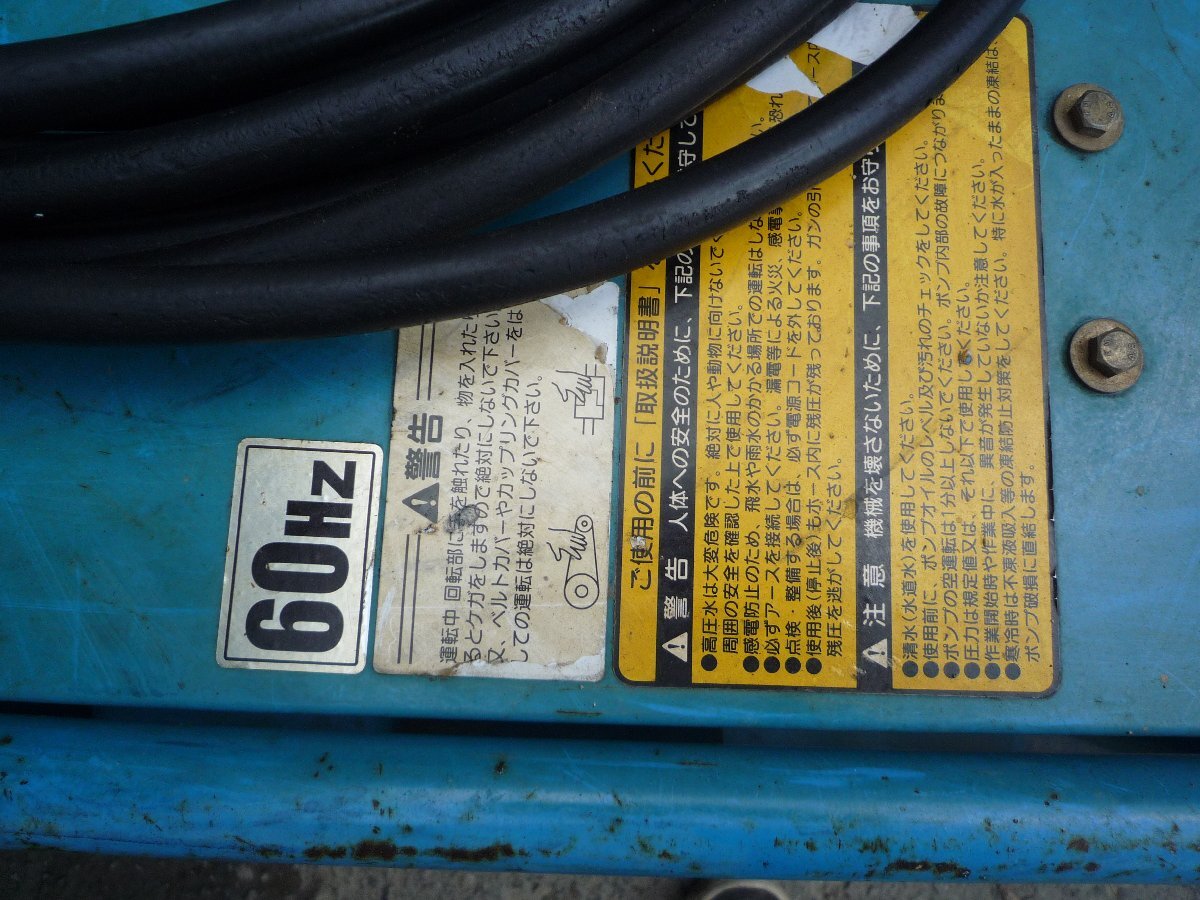 60Hz
警告
運転中 回転部に手を触れたり、物を入れた
るとケガをしますので絶対にしないで下さい
又、ベルトカバーやカップリングカバーをは
しての運転は絶対にしないで下さい。
ご使用の前に「取扱説明書」 くだ
警告 人体への安全のために、下記の 守して
●高圧水は大変危険です。絶対に人や動物に向けないで
周囲の安全を確認した上で使用してください。
●感電防止のため、飛水や雨水のかかる場所での運転はしな い。
●必ずアースを接続してください。漏電等による火災、感電 恐れ
●点検・整備する場合は、必ず電源コードを外してください。
●使用後(停止後)もホース内に残圧が残っております。ガンの引 ース内
残圧を逃がしてください。
注意 機械を壊さないために、下記の事項をお守り
●清水(水道水)を使用してください。
●使用前に、ポンプオイルのレベル及び汚れのチェックをしてください。
●ポンプの空運転は1分以上しないでください。ポンプ内部の故障につながりま
●圧力は規定値又は、それ以下で使用しください。
●作業開始時や作業中に、異音が発生していないか注意してください。
●寒冷時は不凍液吸入等の凍結防止対策をしてください。特に水が入ったままの凍結は、
ポンプ破損に直結します。